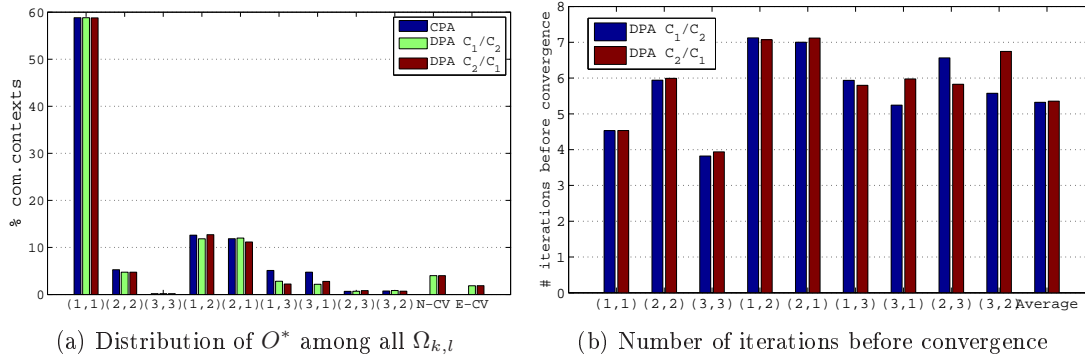 60
50
40
30
20
10
0
% com. contexts
CPA
DPA C₁/C₂
DPA C₂/C₁
(1,1)(2,2)(3,3)(1,2)(2,1)(1,3)(3,1)(2,3)(3,2)N-CV E-CV
(a) Distribution of O* among all Ωₖ,ₗ
8
7
6
5
4
3
2
1
0
# iterations before convergence
DPA C₁/C₂
DPA C₂/C₁
(1,1) (2,2) (3,3) (1,2) (2,1) (1,3) (3,1) (2,3) (3,2)Average
(b) Number of iterations before convergence